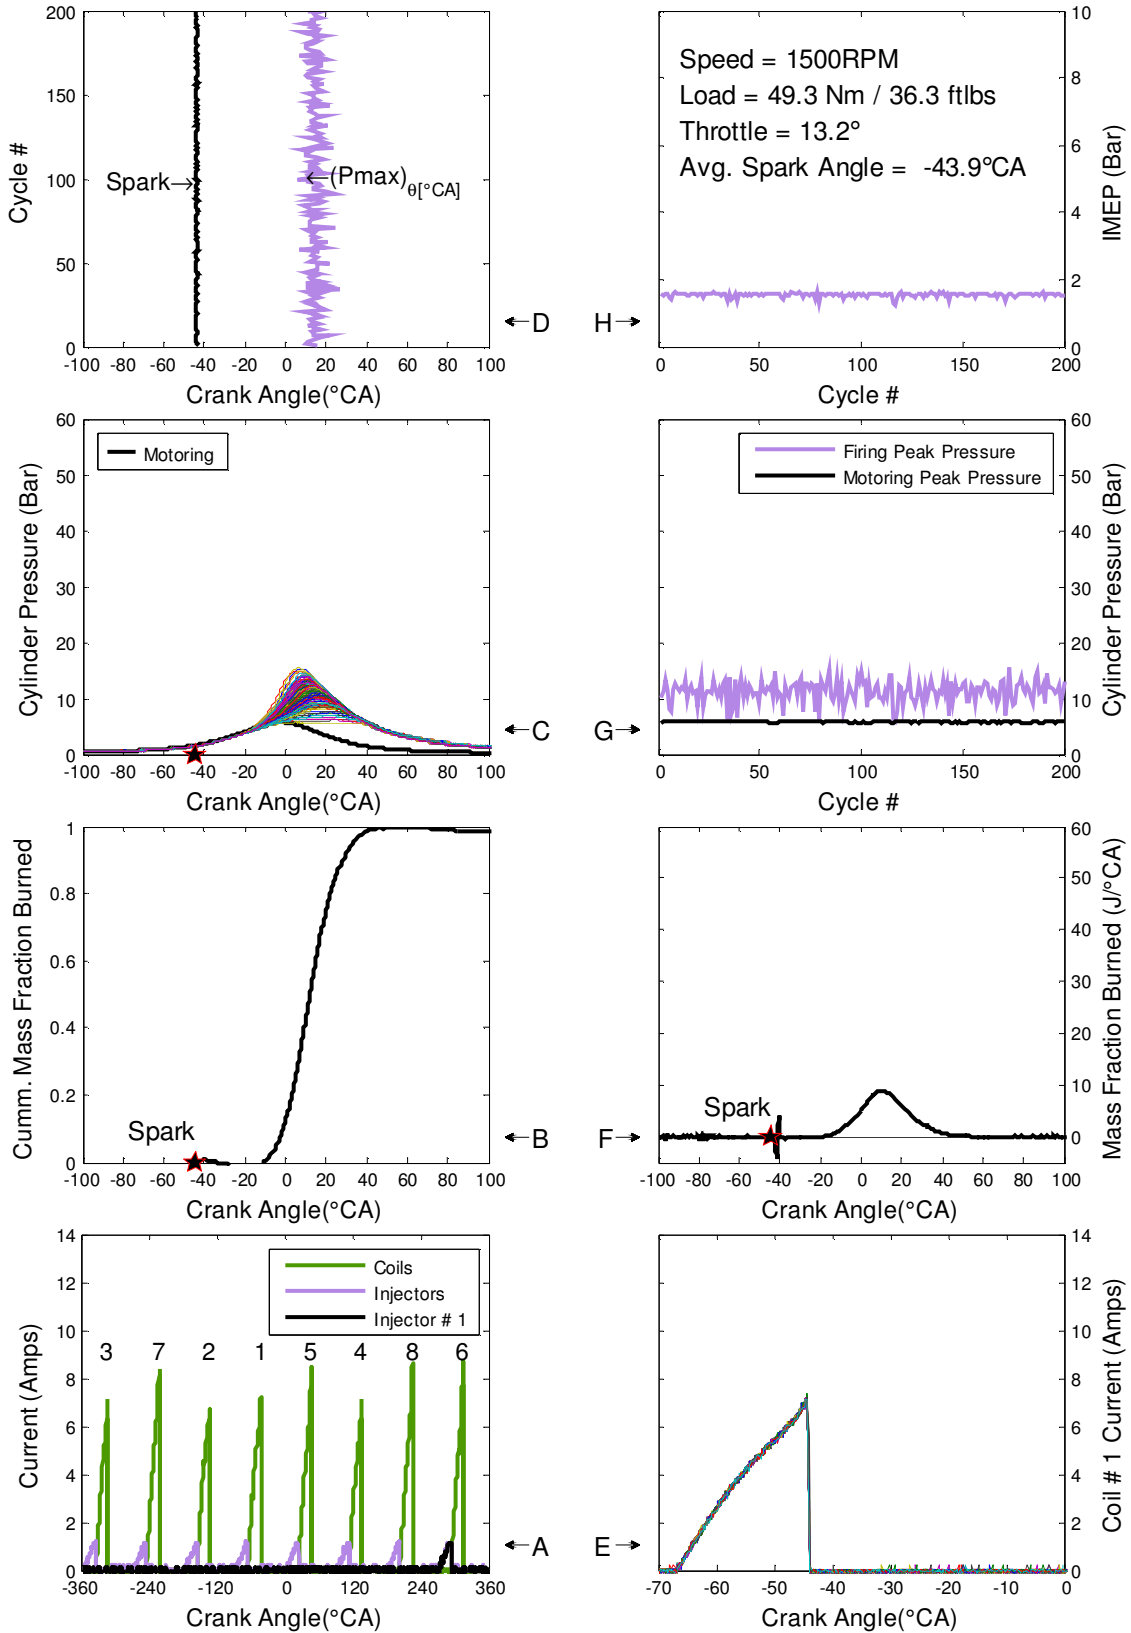 200
150
100
50
0
Cycle #
Spark
(Pmax)θ[°CA]
-100 -80 -60 -40 -20 0 20 40 60 80 100
Crank Angle(°CA)
D
Speed = 1500RPM
Load = 49.3 Nm / 36.3 ftlbs
Throttle = 13.2°
Avg. Spark Angle = -43.9°CA
10
8
6
4
2
0
IMEP (Bar)
0 50 100 150 200
Cycle #
H
60
50
40
30
20
10
0
Cylinder Pressure (Bar)
Motoring
-100 -80 -60 -40 -20 0 20 40 60 80 100
Crank Angle(°CA)
C
Firing Peak Pressure
Motoring Peak Pressure
60
50
40
30
20
10
0
Cylinder Pressure (Bar)
0 50 100 150 200
Cycle #
G
1
0.8
0.6
0.4
0.2
0
Cumm. Mass Fraction Burned
Spark
-100 -80 -60 -40 -20 0 20 40 60 80 100
Crank Angle(°CA)
B
60
50
40
30
20
10
0
Mass Fraction Burned (J/°CA)
Spark
-100 -80 -60 -40 -20 0 20 40 60 80 100
Crank Angle(°CA)
F
14
12
10
8
6
4
2
0
Current (Amps)
Coils
Injectors
Injector # 1
3 7 2 1 5 4 8 6
-360 -240 -120 0 120 240 360
Crank Angle(°CA)
A
14
12
10
8
6
4
2
0
Coil # 1 Current (Amps)
-70 -60 -50 -40 -30 -20 -10 0
Crank Angle(°CA)
E